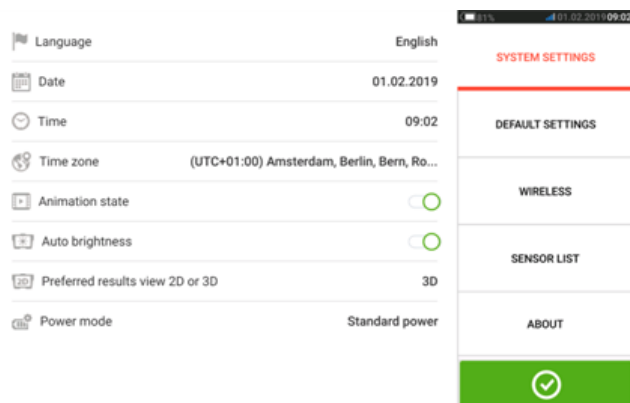 Language English
Date 01.02.2019
Time 09:02
Time zone (UTC+01:00) Amsterdam, Berlin, Bern, Ro...
Animation state
Auto brightness
2D Preferred results view 2D or 3D 3D
Power mode Standard power
81% 01.02.2019 09:02
SYSTEM SETTINGS
DEFAULT SETTINGS
WIRELESS
SENSOR LIST
ABOUT